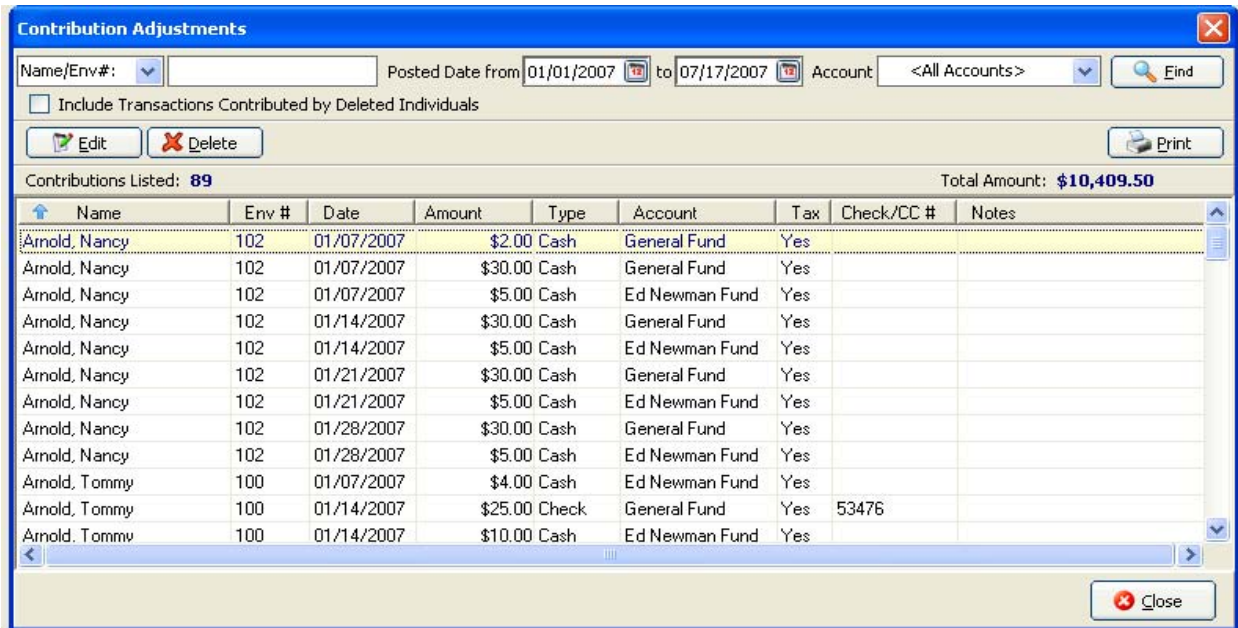 Contribution Adjustments
Name/Env#: Posted Date from 01/01/2007 12 to 07/17/2007 12 Account <All Accounts> Find
Include Transactions Contributed by Deleted Individuals
Edit Delete Print
Contributions Listed: 89 Total Amount: $10,409.50
Name Env # Date Amount Type Account Tax Check/CC # Notes
Arnold, Nancy 102 01/07/2007 $2.00 Cash General Fund Yes
Arnold, Nancy 102 01/07/2007 $30.00 Cash General Fund Yes
Arnold, Nancy 102 01/07/2007 $5.00 Cash Ed Newman Fund Yes
Arnold, Nancy 102 01/14/2007 $30.00 Cash General Fund Yes
Arnold, Nancy 102 01/14/2007 $5.00 Cash Ed Newman Fund Yes
Arnold, Nancy 102 01/21/2007 $30.00 Cash General Fund Yes
Arnold, Nancy 102 01/21/2007 $5.00 Cash Ed Newman Fund Yes
Arnold, Nancy 102 01/28/2007 $30.00 Cash General Fund Yes
Arnold, Nancy 102 01/28/2007 $5.00 Cash Ed Newman Fund Yes
Arnold, Tommy 100 01/07/2007 $4.00 Cash Ed Newman Fund Yes
Arnold, Tommy 100 01/14/2007 $25.00 Check General Fund Yes 53476
Arnold, Tommy 100 01/14/2007 $10.00 Cash Ed Newman Fund Yes
Close